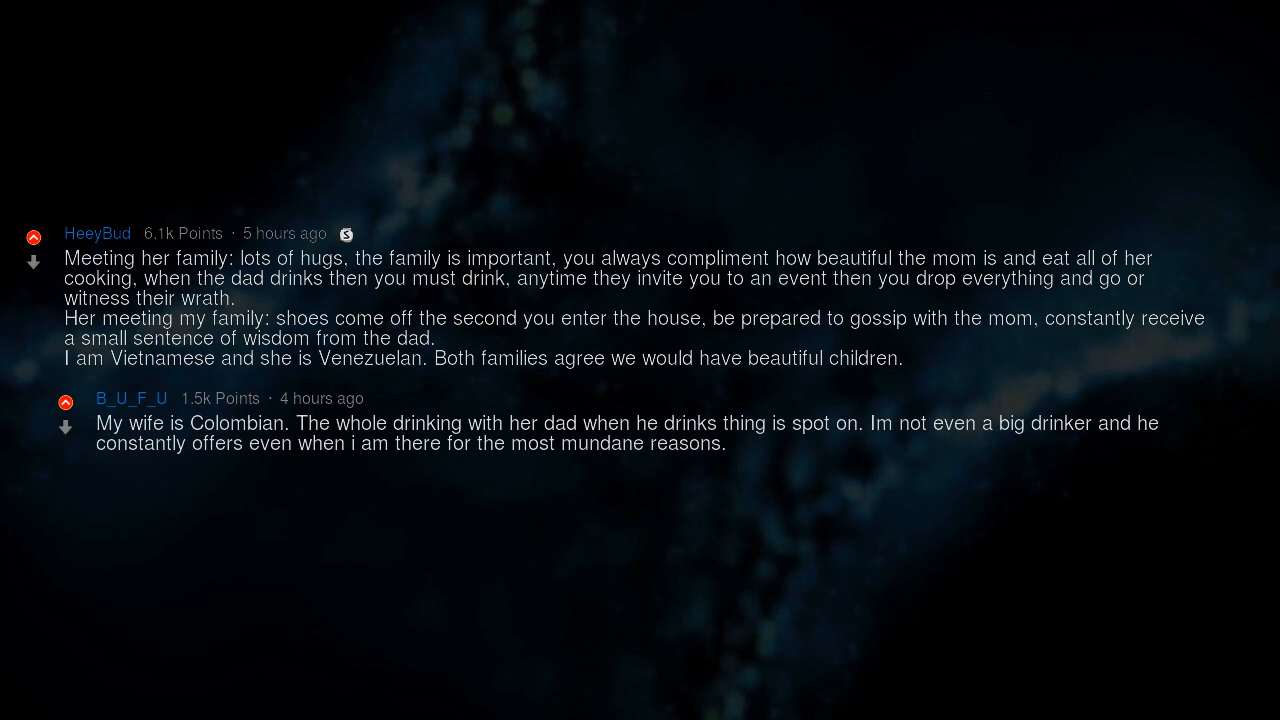 HeeyBud 6.1k Points · 5 hours ago S
Meeting her family: lots of hugs, the family is important, you always compliment how beautiful the mom is and eat all of her
cooking, when the dad drinks then you must drink, anytime they invite you to an event then you drop everything and go or
witness their wrath.
Her meeting my family: shoes come off the second you enter the house, be prepared to gossip with the mom, constantly receive
a small sentence of wisdom from the dad.
I am Vietnamese and she is Venezuelan. Both families agree we would have beautiful children.
B_U_F_U 1.5k Points · 4 hours ago
My wife is Colombian. The whole drinking with her dad when he drinks thing is spot on. Im not even a big drinker and he
constantly offers even when i am there for the most mundane reasons.